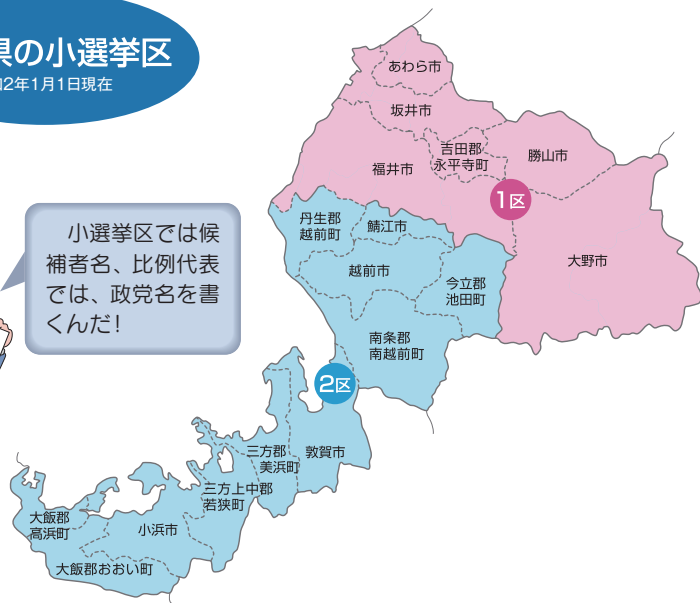 県の小選挙区
2年1月1日現在
小選挙区では候
補者名、比例代表
では、政党名を書
くんだ！
あわら市
坂井市
吉田郡
永平寺町
勝山市
福井市
1区
大野市
丹生郡
越前町
鯖江市
越前市
今立郡
池田町
南条郡
南越前町
2区
三方郡
美浜町
敦賀市
三方上中郡
若狭町
大飯郡
高浜町
小浜市
大飯郡おおい町